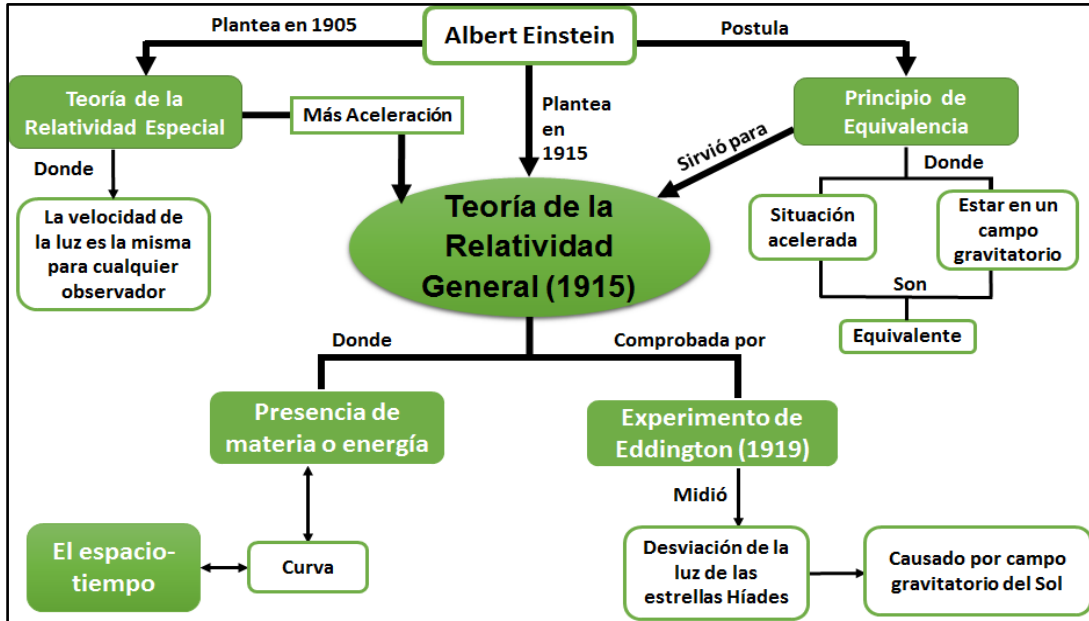 Plantea en 1905
Albert Einstein
Postula
Teoría de la
Relatividad Especial
Más Aceleración
Plantea
en
1915
Sirvió para
Principio de
Equivalencia
Donde
La velocidad de
la luz es la misma
para cualquier
observador
Teoría de la
Relatividad
General (1915)
Donde
Situación
acelerada
Estar en un
campo
gravitatorio
Son
Equivalente
Donde
Comprobada por
Presencia de
materia o energía
Experimento de
Eddington (1919)
Midió
El espacio-
tiempo
Curva
Desviación de la
luz de las
estrellas Híades
Causado por campo
gravitatorio del Sol